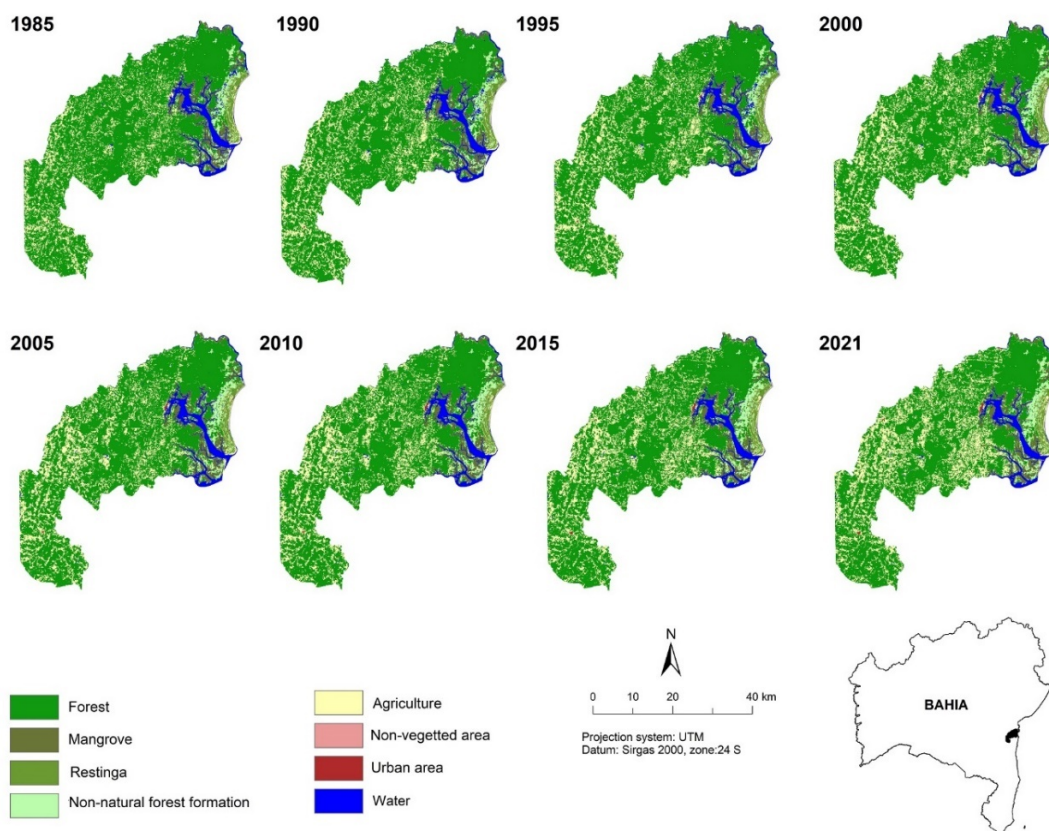 1985
1990
1995
2000
2005
2010
2015
2021
N
0 10 20 40 km
Projection system: UTM
Datum: Sirgas 2000, zone:24 S
BAHIA
Forest
Mangrove
Restinga
Non-natural forest formation
Agriculture
Non-vegetted area
Urban area
Water